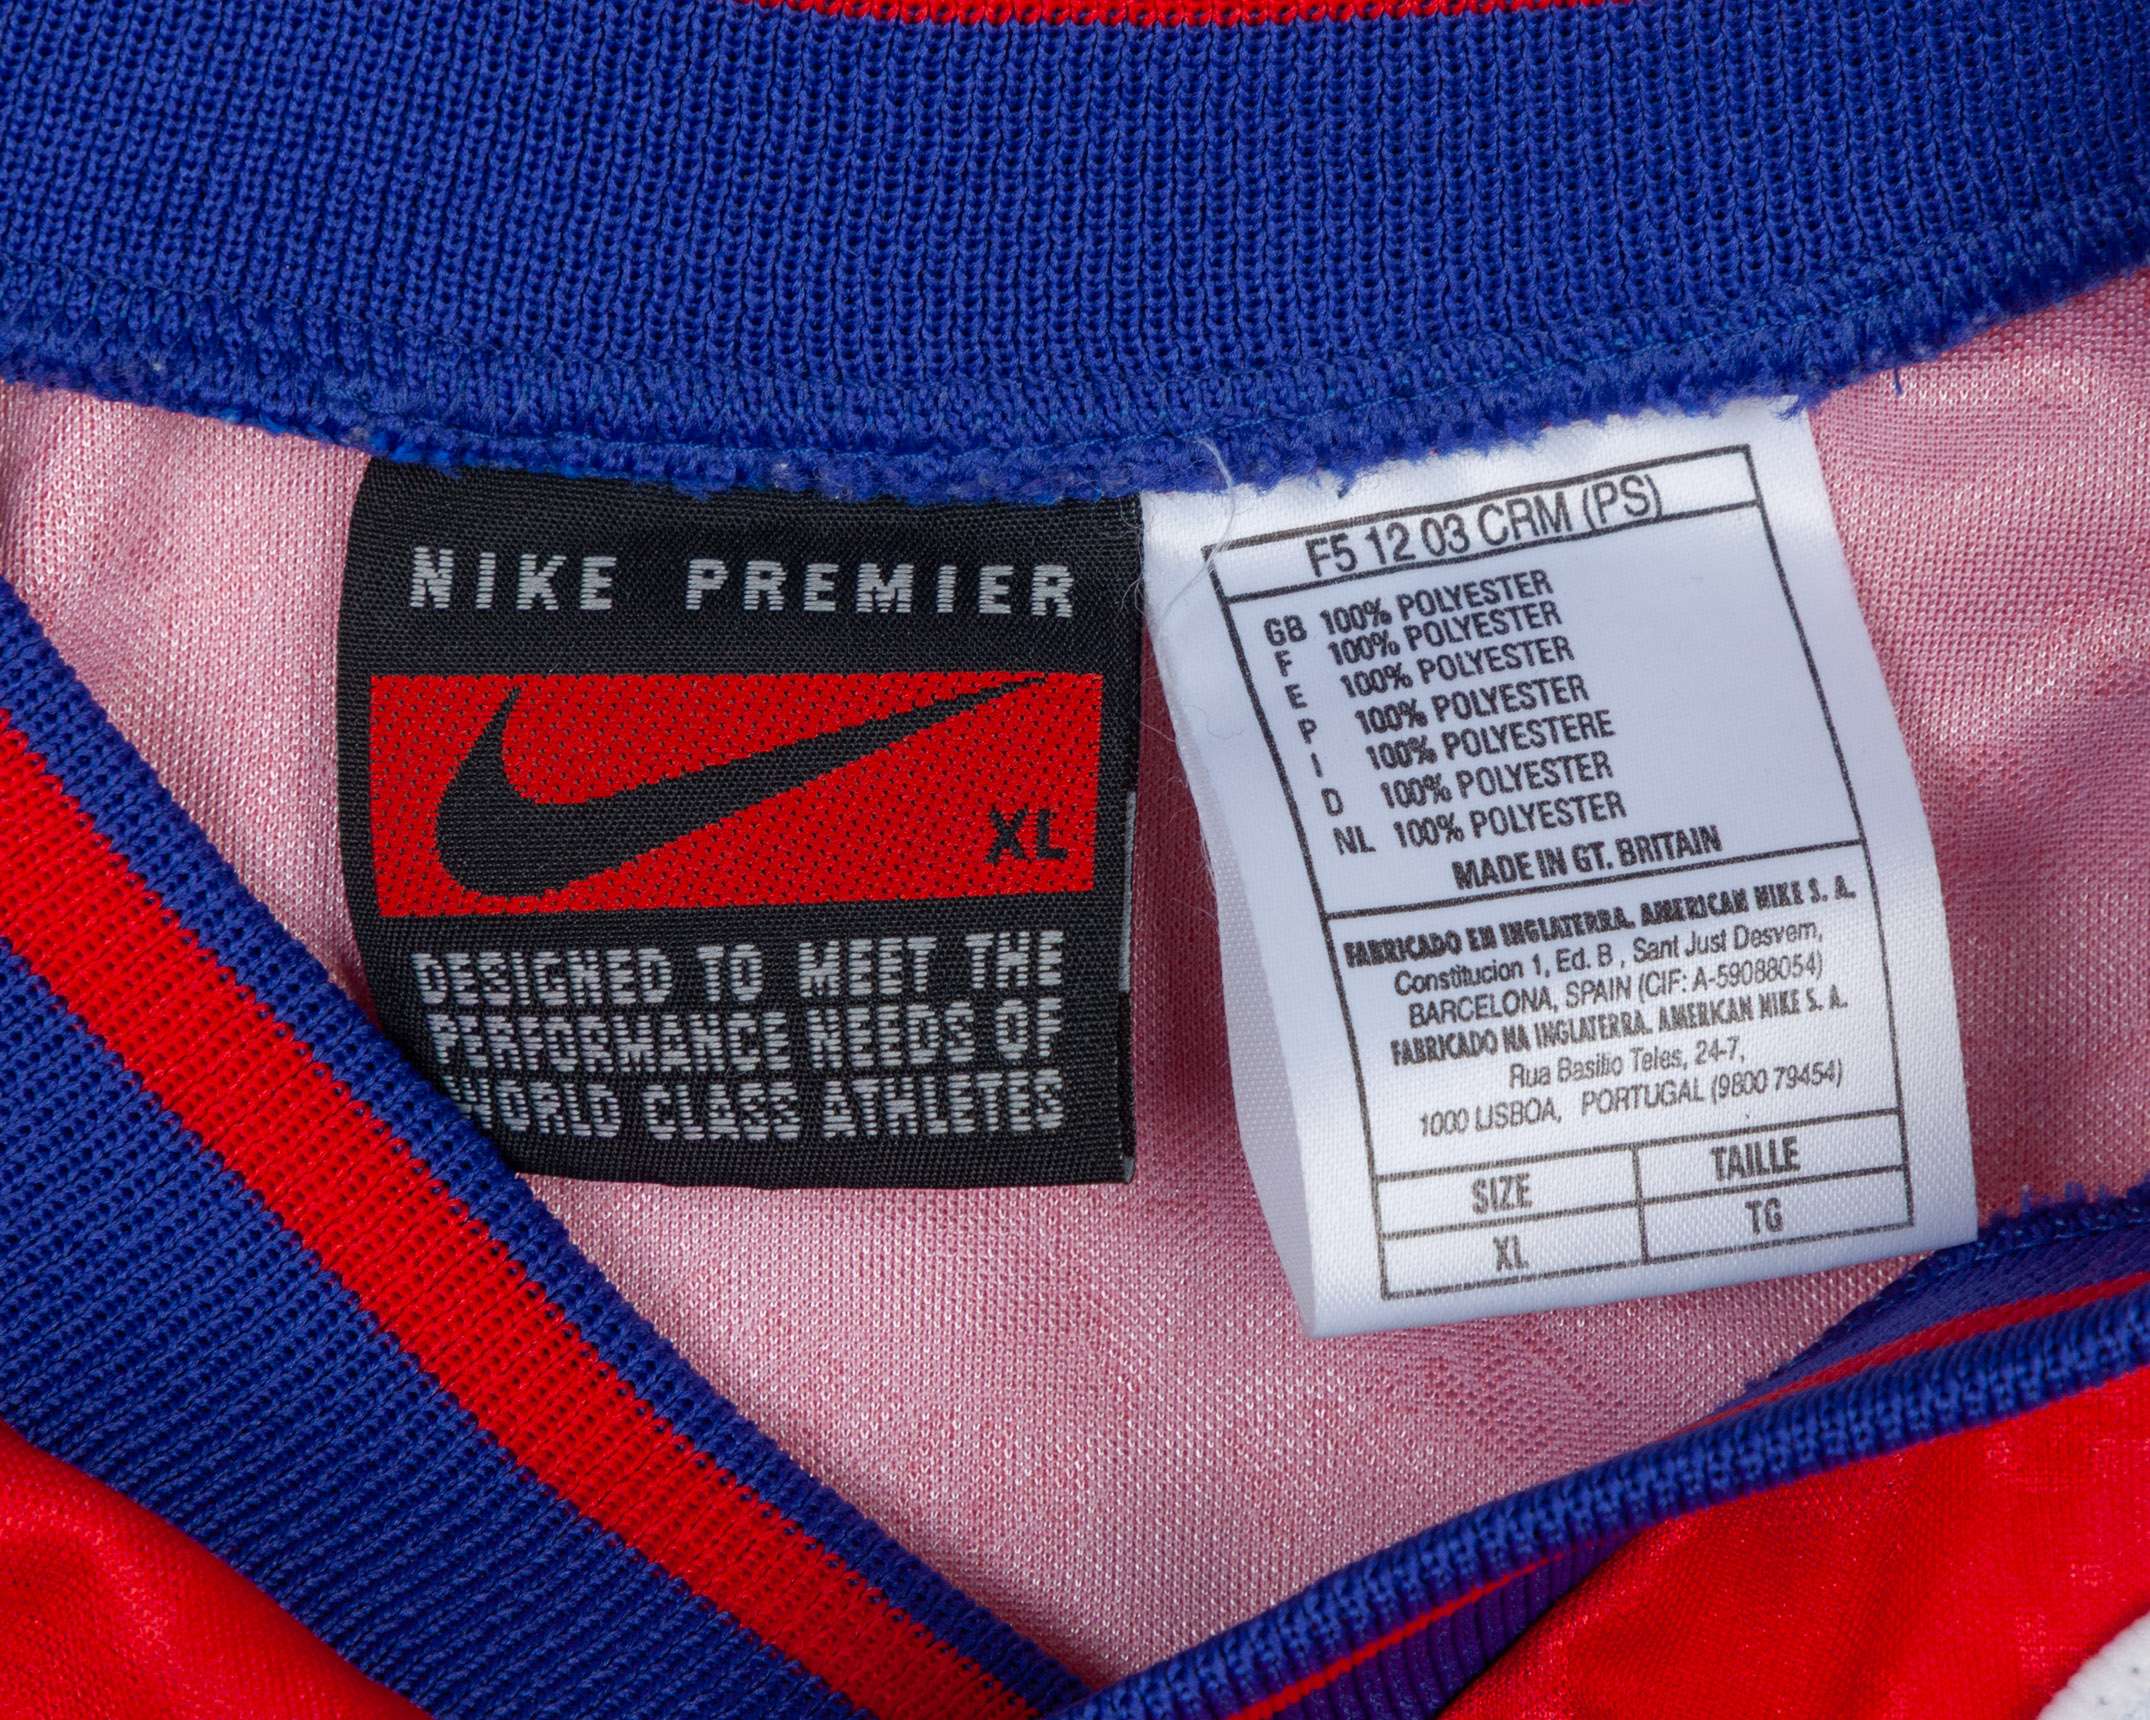 NIKE PREMIER
XL
DESIGNED TO MEET THE
PERFORMANCE NEEDS OF
WORLD CLASS ATHLETES
F5 12 03 CRM (PS)
GB 100% POLYESTER
F 100% POLYESTER
E 100% POLYESTER
P 100% POLYESTER
I 100% POLYESTERE
D 100% POLYESTER
NL 100% POLYESTER
MADE IN GT. BRITAIN
FABRICADO EN INGLATERRA. AMERICAN NIKE S. A.
Constitucion 1, Ed. B , Sant Just Desvern,
BARCELONA, SPAIN (CIF: A-59088054)
FABRICADO NA INGLATERRA. AMERICAN NIKE S. A.
Rua Basilio Teles, 24-7,
1000 LISBOA, PORTUGAL (9800 79454)
SIZE TAILLE
XL TG